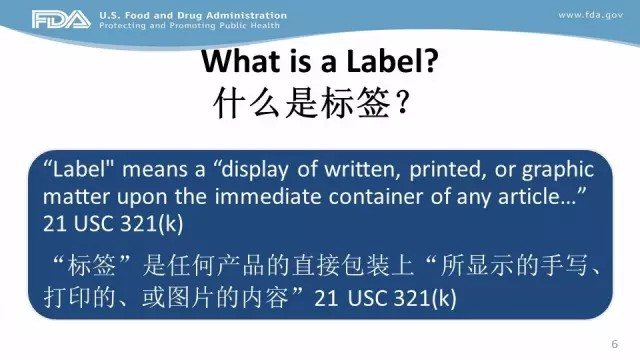 FDA
U.S. Food and Drug Administration
Protecting and Promoting Public Health
www.fda.gov
What is a Label?
什么是标签？
“Label" means a “display of written, printed, or graphic
matter upon the immediate container of any article…”
21 USC 321(k)
“标签”是任何产品的直接包装上“所显示的手写、
打印的、或图片的内容”21 USC 321(k)
6